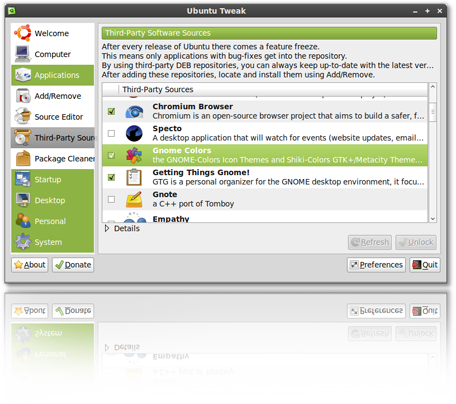 Ubuntu Tweak
Welcome
Computer
Applications
Add/Remove
Source Editor
Third-Party Sour
Package Cleaner
Startup
Desktop
Personal
System
Third-Party Software Sources
After every release of Ubuntu there comes a feature freeze.
This means only applications with bug-fixes get into the repository.
By using third-party DEB repositories, you can always keep up-to-date with the latest ver...
After adding these repositories, locate and install them using Add/Remove.
Third-Party Sources
Chromium Browser
Chromium is an open-source browser project that aims to build a safer, f...
Specto
A desktop application that will watch for events (website updates, email...
Gnome Colors
the GNOME-Colors Icon Themes and Shiki-Colors GTK+/Metacity Theme...
Getting Things Gnome!
GTG is a personal organizer for the GNOME desktop environment, it focu...
Gnote
a C++ port of Tomboy
Empathy
Details
Refresh
Unlock
About
Donate
Preferences
Quit